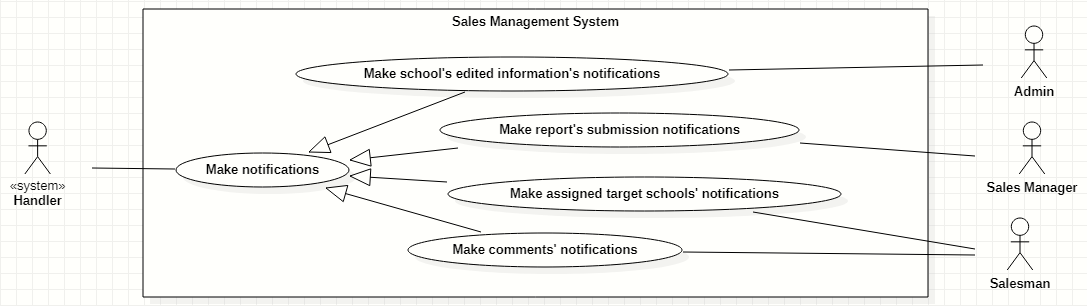 Sales Management System
Make school's edited information's notifications
Admin
Make report's submission notifications
Sales Manager
Make notifications
«system»
Handler
Make assigned target schools' notifications
Make comments' notifications
Salesman